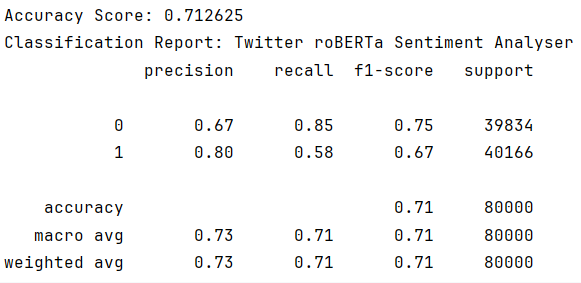 Accuracy Score: 0.712625
Classification Report: Twitter roBERTa Sentiment Analyser
precision recall f1-score support
0 0.67 0.85 0.75 39834
1 0.80 0.58 0.67 40166
accuracy 0.71 80000
macro avg 0.73 0.71 0.71 80000
weighted avg 0.73 0.71 0.71 80000